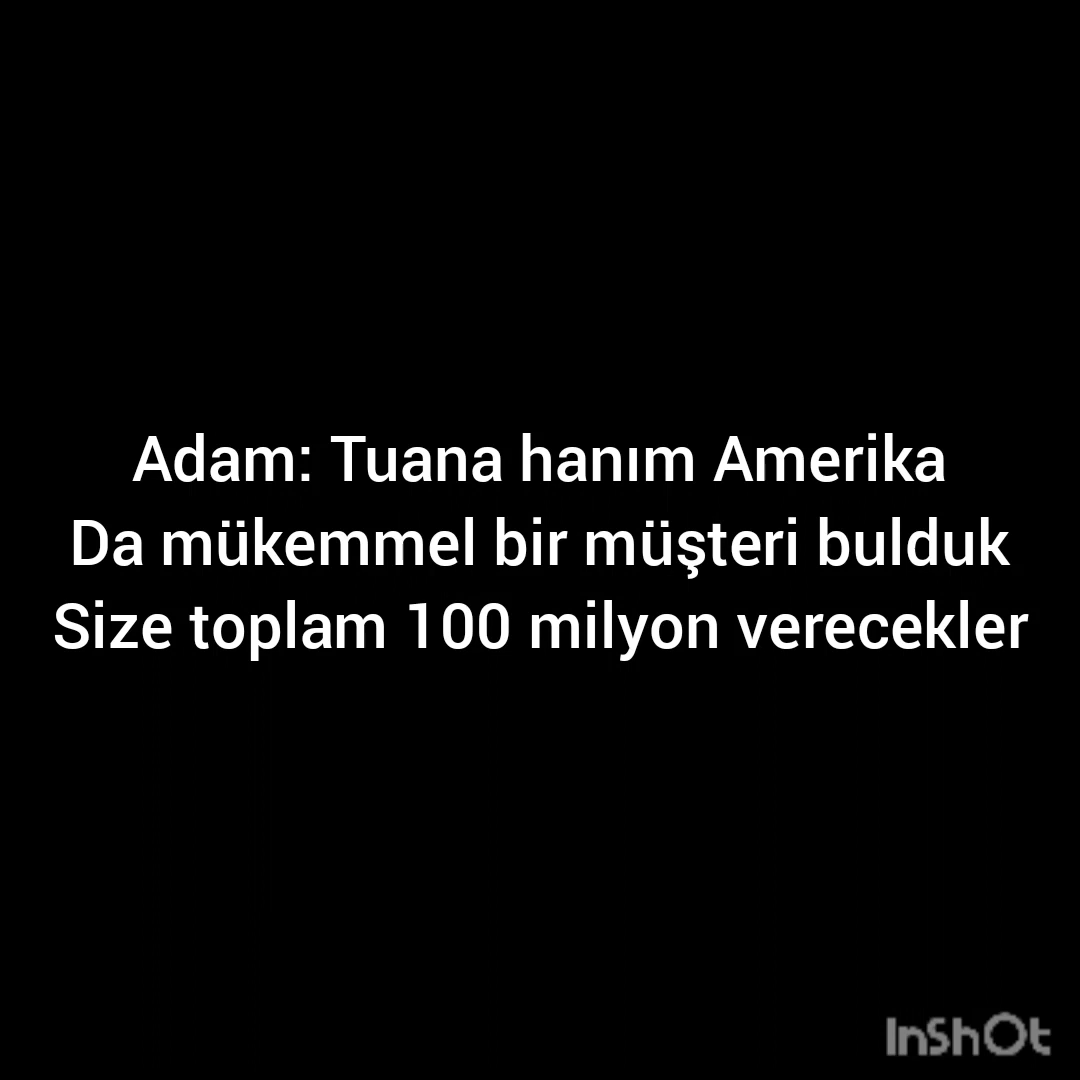 Adam: Tuana hanım Amerika
Da mükemmel bir müşteri bulduk
Size toplam 100 milyon verecekler
InShOt